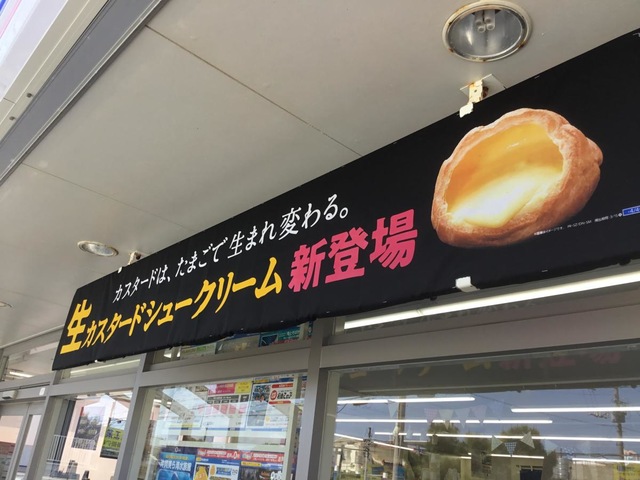 カスタードは、たまごで生まれ変わる。
生カスタードシュークリーム新登場